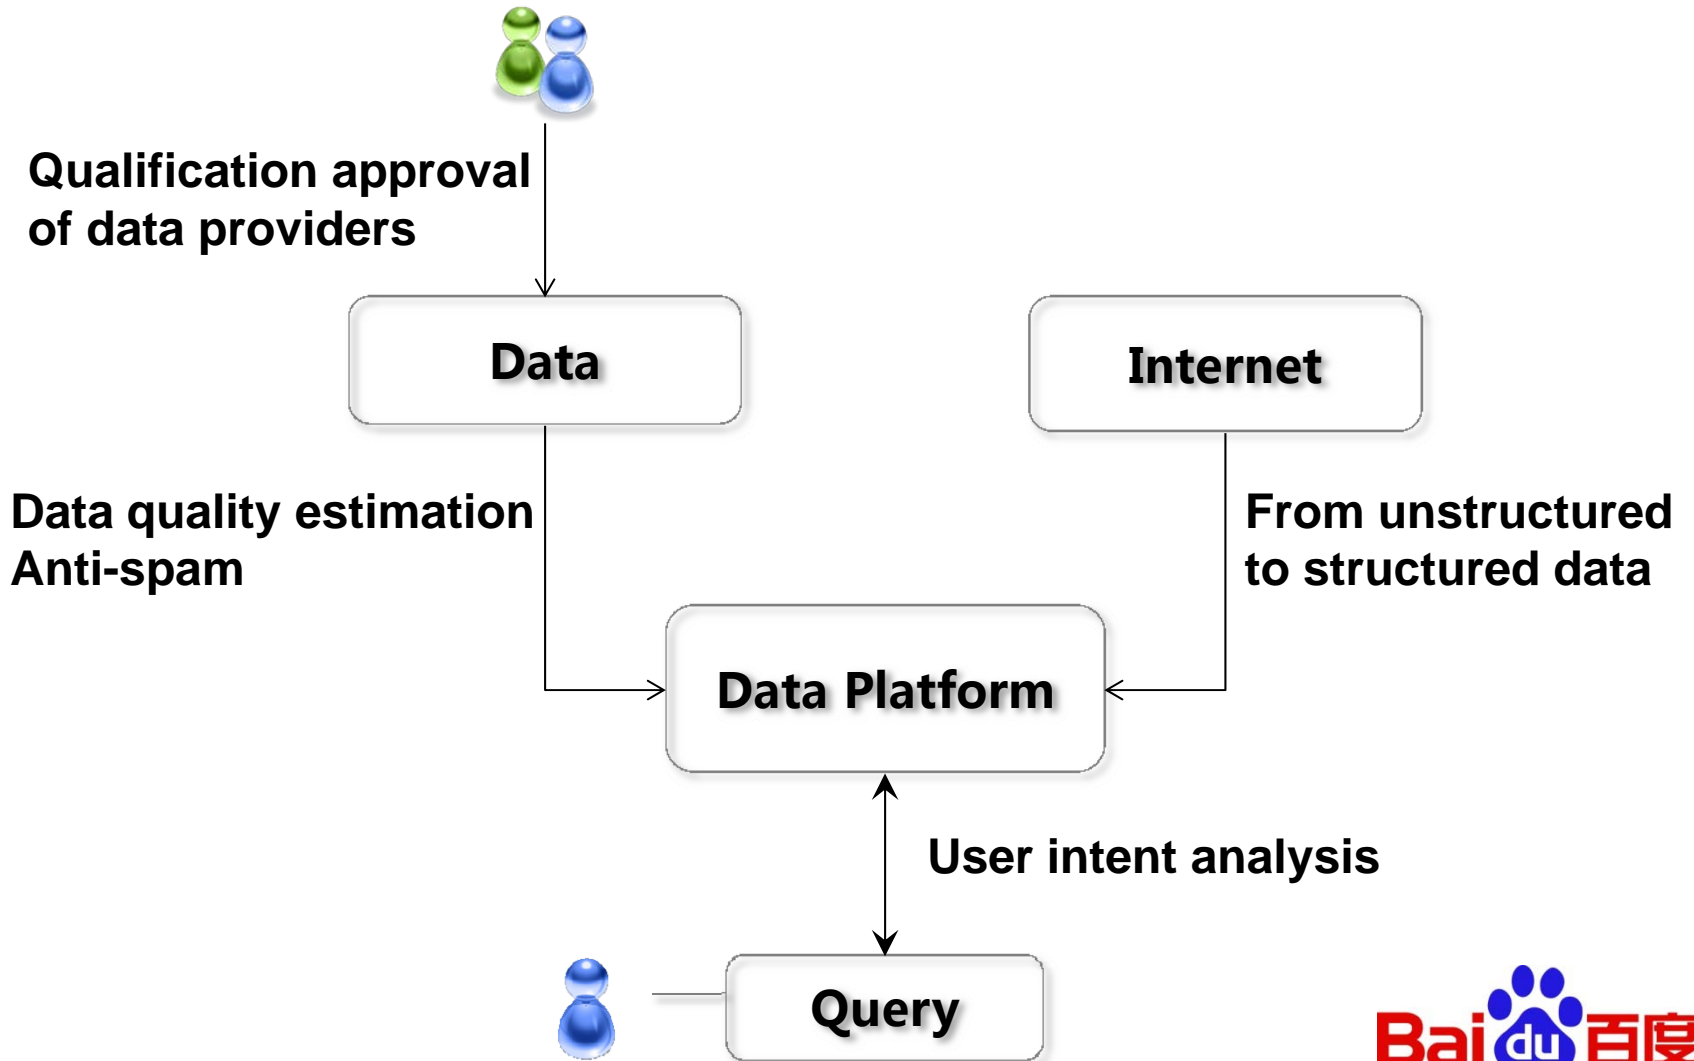 Qualification approval
of data providers
Data
Internet
Data quality estimation
Anti-spam
From unstructured
to structured data
Data Platform
User intent analysis
Query
Bai du 百度